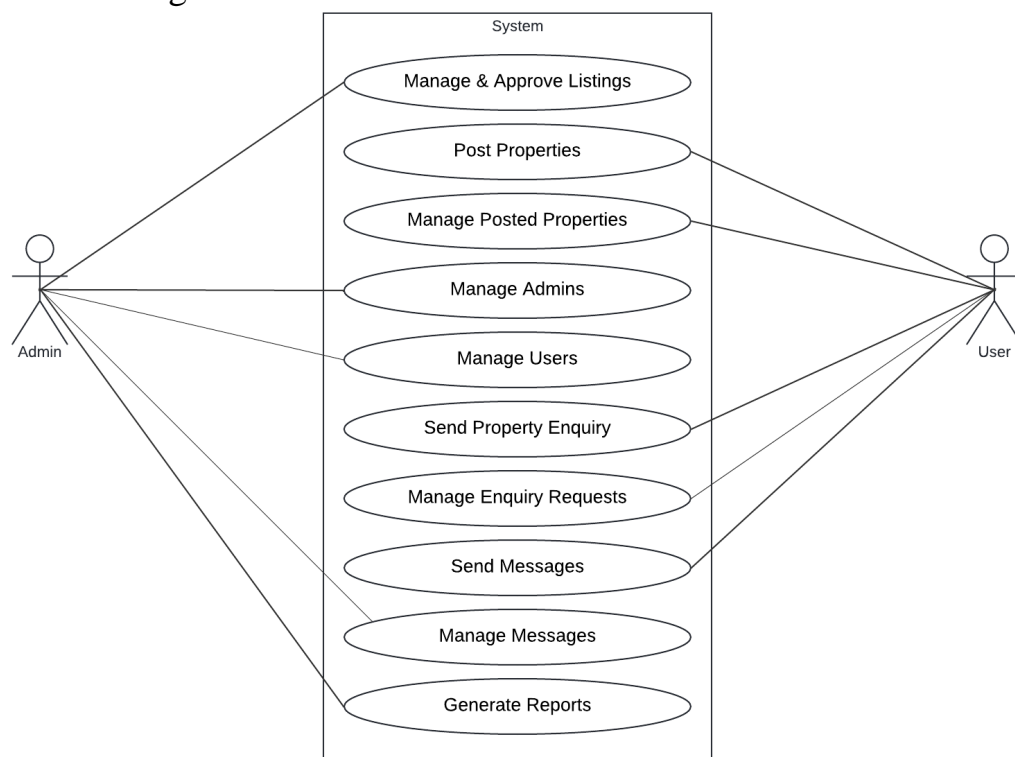 System
Manage & Approve Listings
Post Properties
Manage Posted Properties
Manage Admins
Manage Users
Admin
User
Send Property Enquiry
Manage Enquiry Requests
Send Messages
Manage Messages
Generate Reports